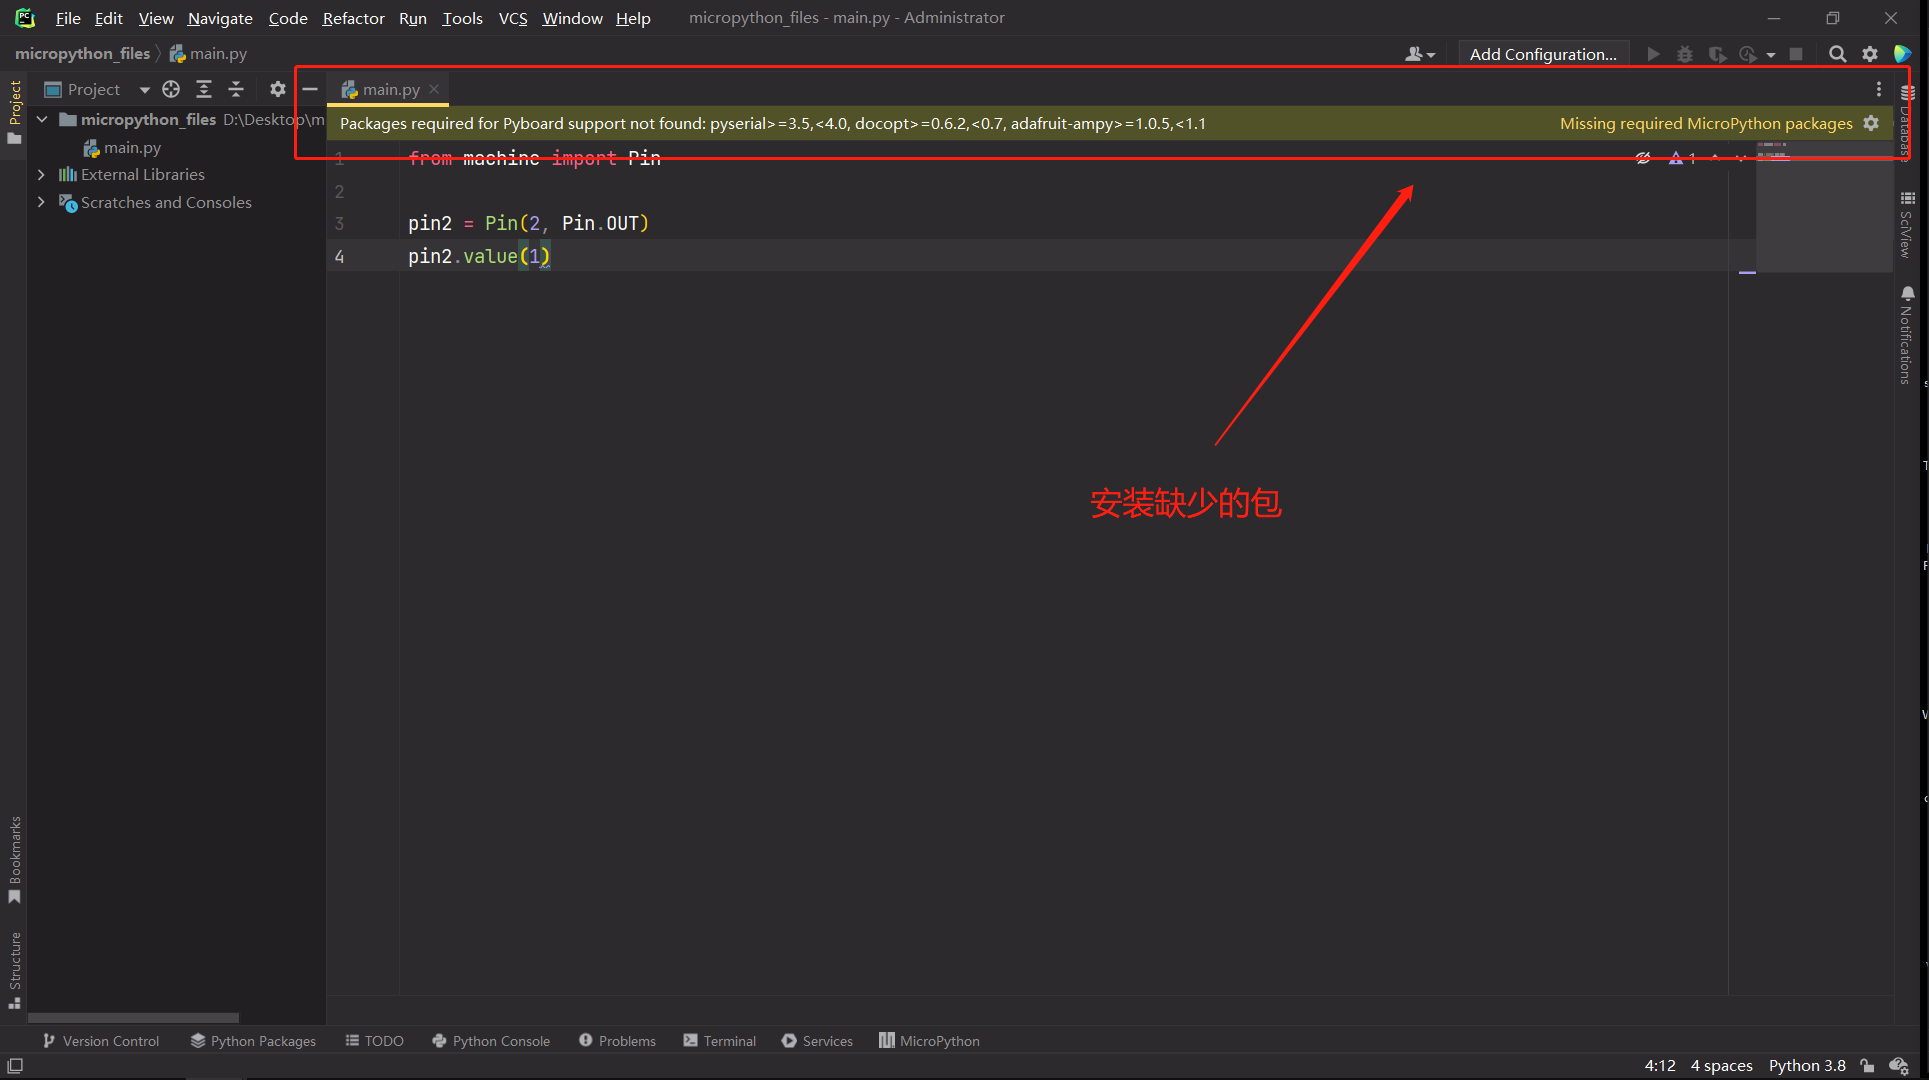 File Edit View Navigate Code Refactor Run Tools VCS Window Help micropython_files - main.py - Administrator
micropython_files main.py Add Configuration...
Project main.py
Packages required for Pyboard support not found: pyserial>=3.5,<4.0, docopt>=0.6.2,<0.7, adafruit-ampy>=1.0.5,<1.1 Missing required MicroPython packages
Project
micropython_files D:\Desktop\m
main.py
External Libraries
Scratches and Consoles
1 from machine import Pin
1
2
3 pin2 = Pin(2, Pin.OUT)
4 pin2.value(1)
安装缺少的包
Database
SciView
Notifications
Bookmarks
Structure
Version Control Python Packages TODO Python Console Problems Terminal Services MicroPython
4:12 4 spaces Python 3.8